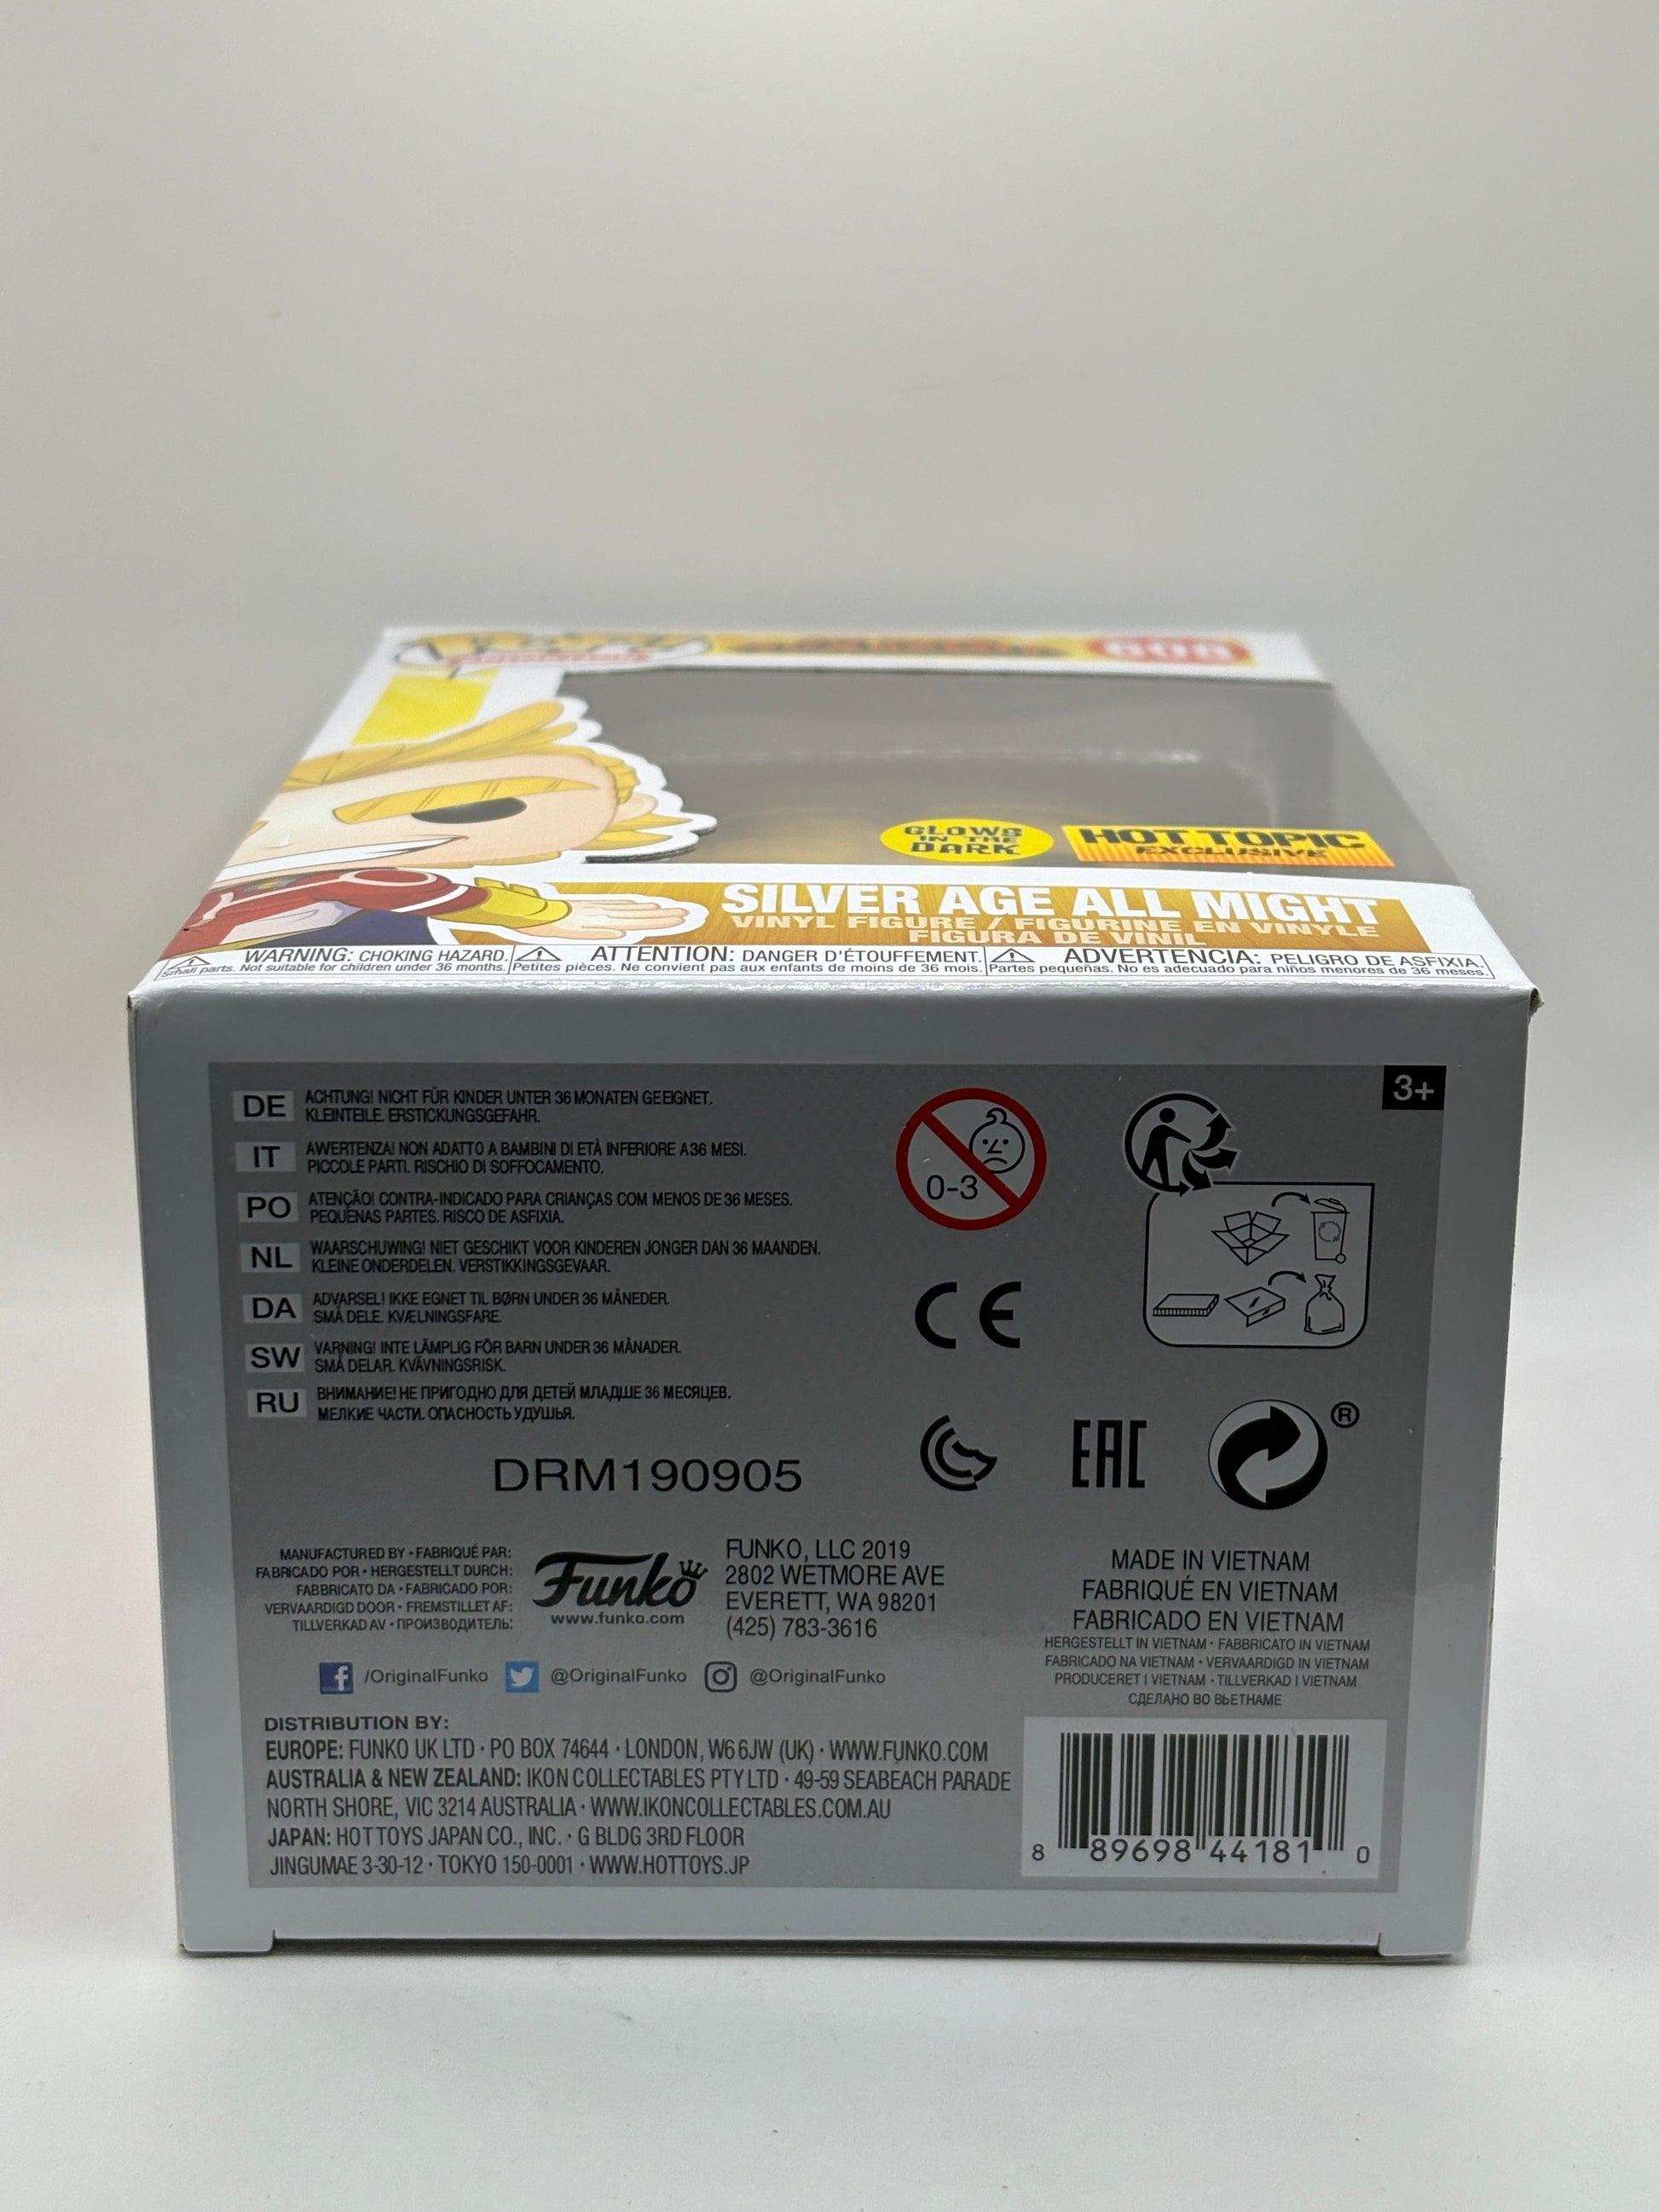 608
GLOWS
IN THE
DARK
HOT TOPIC
EXCLUSIVE
SILVER AGE ALL MIGHT
VINYL FIGURE / FIGURINE EN VINYLE
FIGURA DE VINIL
WARNING: CHOKING HAZARD.
Small parts. Not suitable for children under 36 months.
ATTENTION: DANGER D'ÉTOUFFEMENT.
Petites pièces. Ne convient pas aux enfants de moins de 36 mois.
ADVERTENCIA: PELIGRO DE ASFIXIA.
Partes pequeñas. No es adecuado para niños menores de 36 meses.
3+
DE ACHTUNG! NICHT FÜR KINDER UNTER 36 MONATEN GEEIGNET.
KLEINTEILE. ERSTICKUNGSGEFAHR.
IT AWERTENZA! NON ADATTO A BAMBINI DI ETÀ INFERIORE A 36 MESI.
PICCOLE PARTI. RISCHIO DI SOFFOCAMENTO.
PO ATENÇÃO! CONTRA-INDICADO PARA CRIANÇAS COM MENOS DE 36 MESES.
PEQUENAS PARTES. RISCO DE ASFIXIA.
NL WAARSCHUWING! NIET GESCHIKT VOOR KINDEREN JONGER DAN 36 MAANDEN.
KLEINE ONDERDELEN. VERSTIKKINGSGEVAAR.
DA ADVARSEL! IKKE EGNET TIL BØRN UNDER 36 MÅNEDER.
SMÅ DELE. KVÆLNINGSFARE.
SW VARNING! INTE LÄMPLIG FÖR BARN UNDER 36 MÅNADER.
SMÅ DELAR. KVÄVNINGSRISK.
RU ВНИМАНИЕ! НЕ ПРИГОДНО ДЛЯ ДЕТЕЙ МЛАДШЕ 36 МЕСЯЦЕВ.
МЕЛКИЕ ЧАСТИ. ОПАСНОСТЬ УДУШЬЯ.
0-3
CE
EAC
®
DRM190905
MANUFACTURED BY • FABRIQUÉ PAR:
FABRICADO POR • HERGESTELLT DURCH:
FABBRICATO DA • FABRICADO POR:
VERVAARDIGD DOOR • FREMSTILLET AF:
TILLVERKAD AV • ПРОИЗВОДИТЕЛЬ:
Funko
www.funko.com
FUNKO, LLC 2019
2802 WETMORE AVE
EVERETT, WA 98201
(425) 783-3616
MADE IN VIETNAM
FABRIQUÉ EN VIETNAM
FABRICADO EN VIETNAM
HERGESTELLT IN VIETNAM • FABBRICATO IN VIETNAM
FABRICADO NA VIETNAM • VERVAARDIGD IN VIETNAM
PRODUCERET I VIETNAM • TILLVERKAD I VIETNAM
СДЕЛАНО ВО ВЬЕТНАМЕ
f /OriginalFunko @OriginalFunko @OriginalFunko
DISTRIBUTION BY:
EUROPE: FUNKO UK LTD • PO BOX 74644 • LONDON, W6 6JW (UK) • WWW.FUNKO.COM
AUSTRALIA & NEW ZEALAND: IKON COLLECTABLES PTY LTD • 49-59 SEABEACH PARADE
NORTH SHORE, VIC 3214 AUSTRALIA • WWW.IKONCOLLECTABLES.COM.AU
JAPAN: HOT TOYS JAPAN CO., INC. • G BLDG 3RD FLOOR
JINGUMAE 3-30-12 • TOKYO 150-0001 • WWW.HOTTOYS.JP
8 89698 44181 0